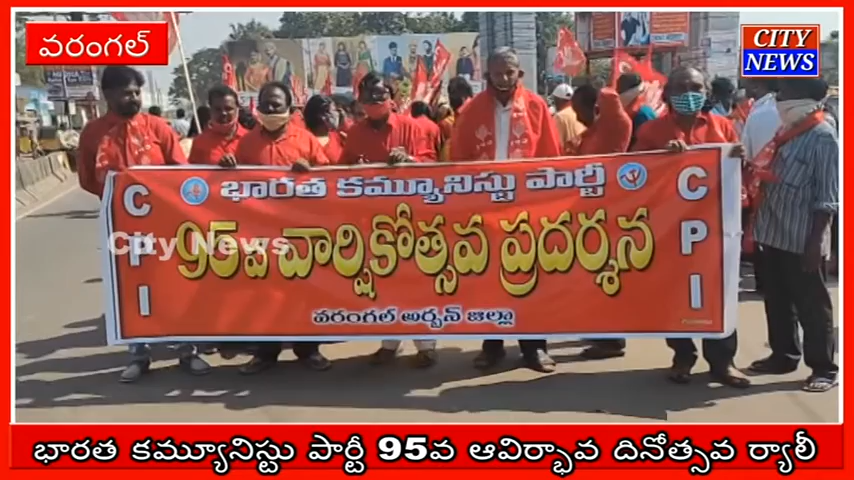 వరంగల్
CITY
NEWS
CPI
భారత కమ్యూనిస్టు పార్టీ
CPI
95వ వార్షికోత్సవ ప్రదర్శన
City News
వరంగల్ అర్బన్ జిల్లా
భారత కమ్యూనిస్టు పార్టీ 95వ ఆవిర్భావ దినోత్సవ ర్యాలీ